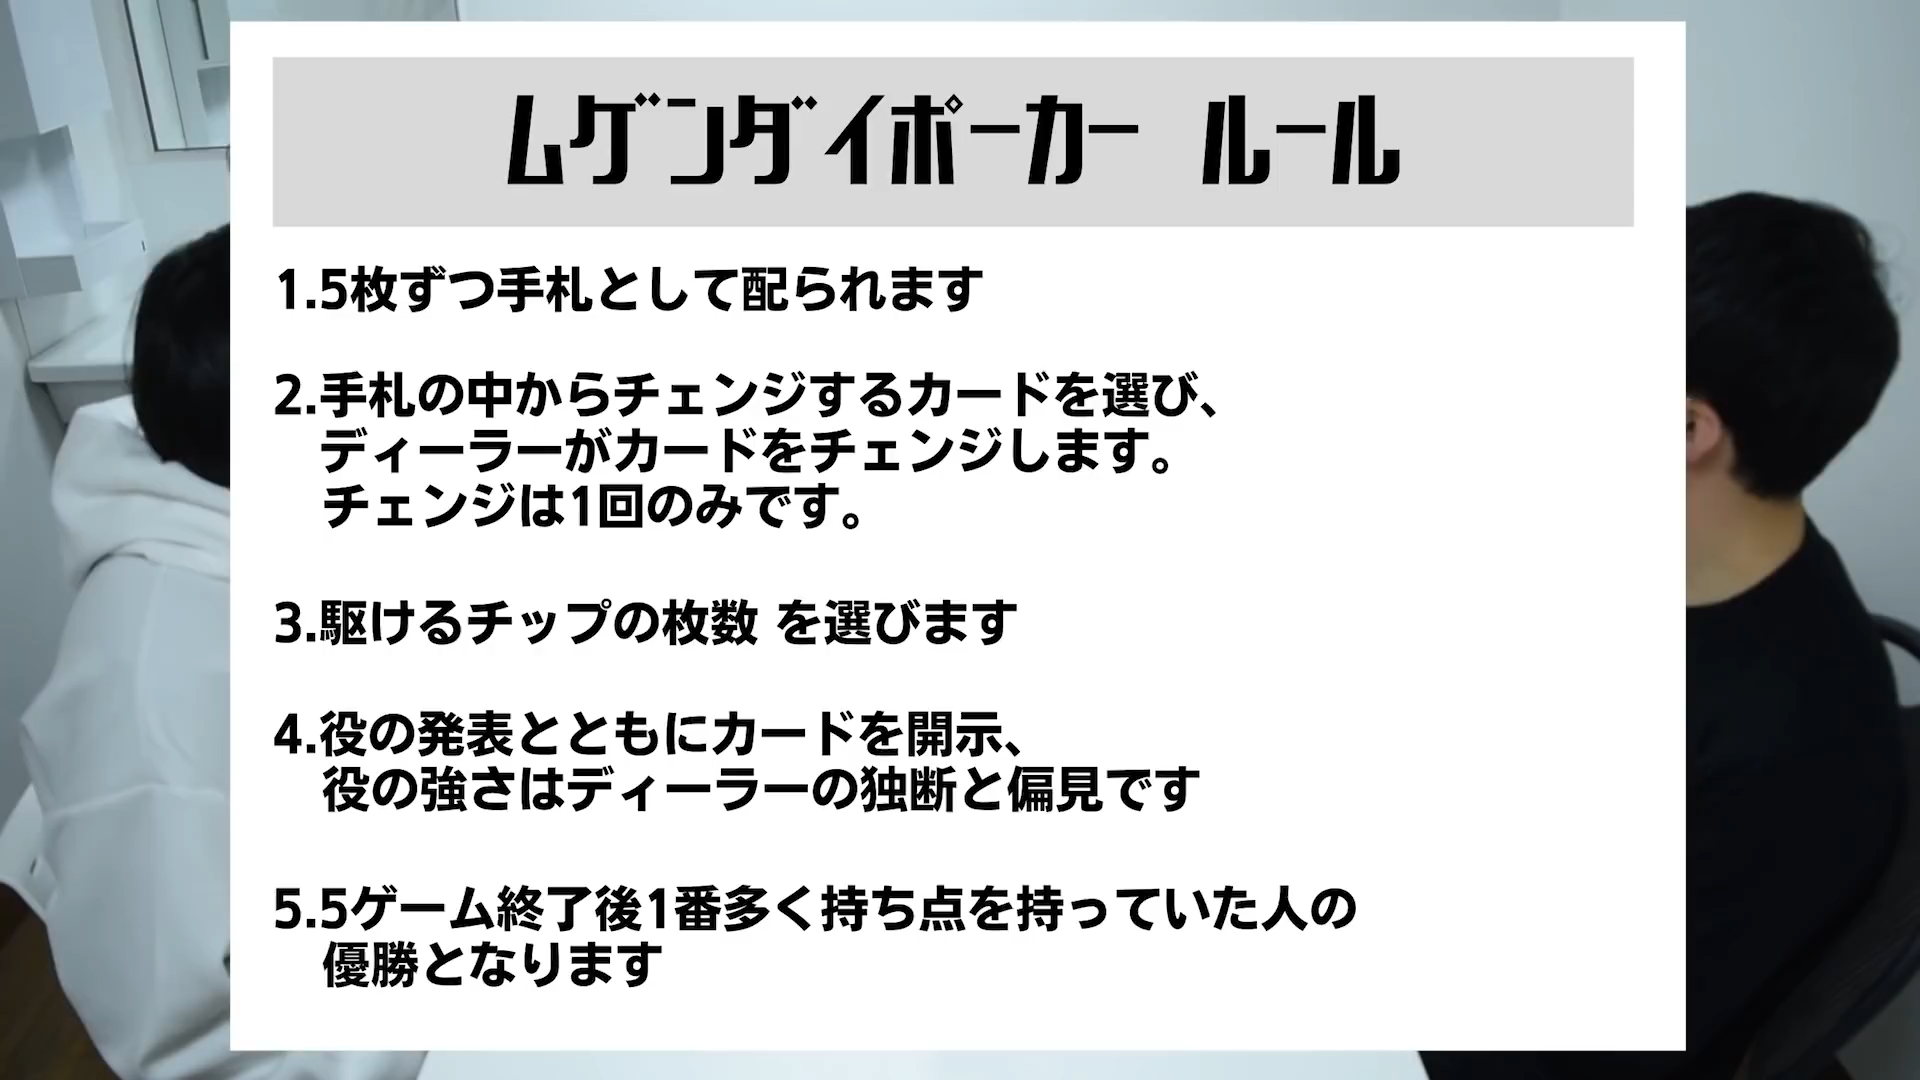 ムゲンダイポーカー ルール
1.5枚ずつ手札として配られます
2.手札の中からチェンジするカードを選び、
ディーラーがカードをチェンジします。
チェンジは1回のみです。
3.駆けるチップの枚数 を選びます
4.役の発表とともにカードを開示、
役の強さはディーラーの独断と偏見です
5.5ゲーム終了後1番多く持ち点を持っていた人の
優勝となります